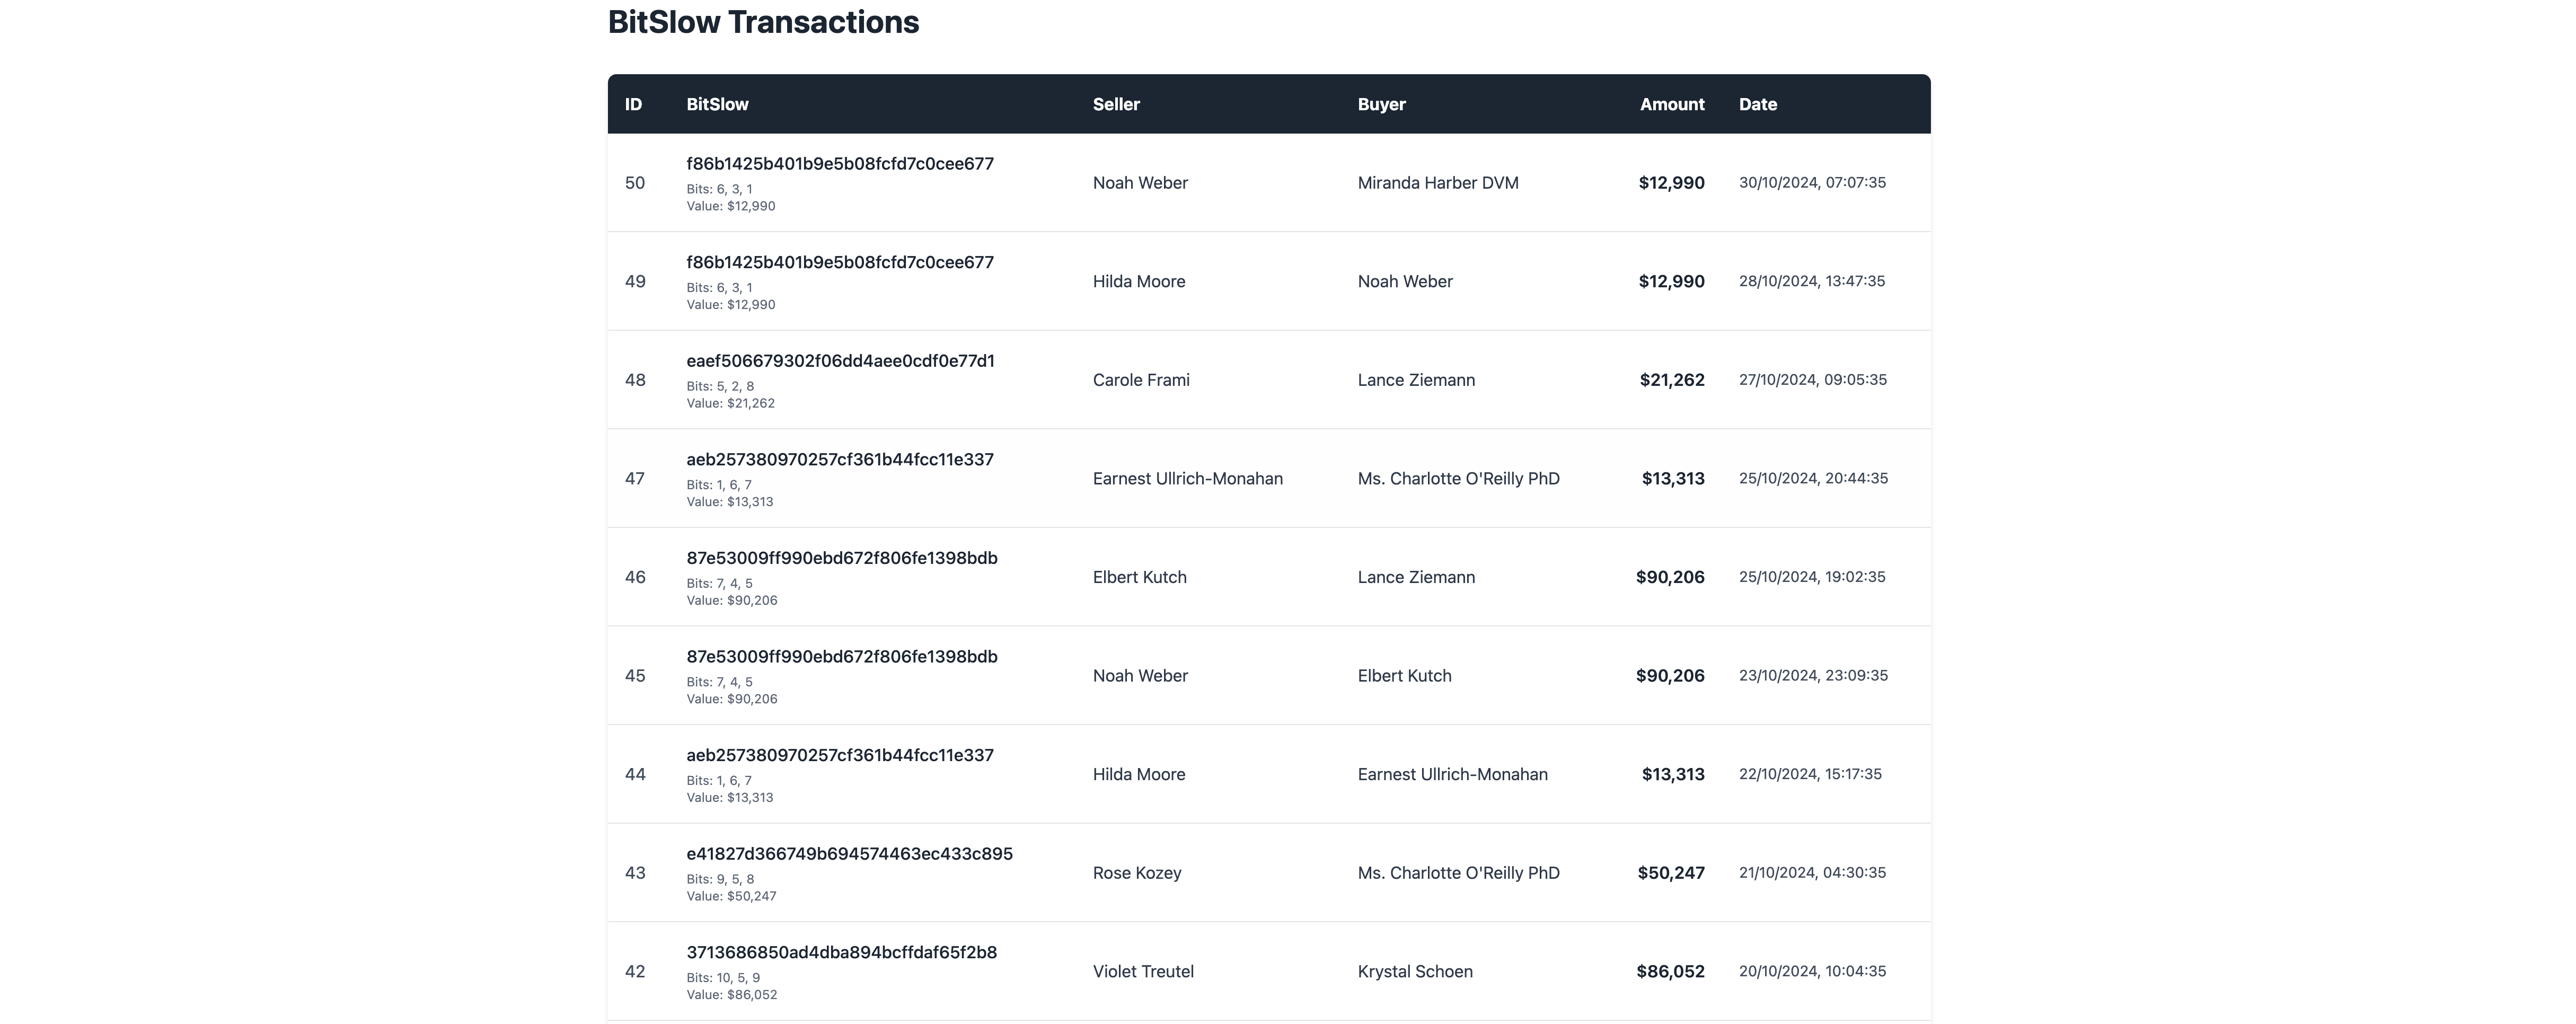 BitSlow Transactions
ID BitSlow Seller Buyer Amount Date
50 f86b1425b401b9e5b08fcfd7c0cee677 Noah Weber Miranda Harber DVM $12,990 30/10/2024, 07:07:35
Bits: 6, 3, 1
Value: $12,990
49 f86b1425b401b9e5b08fcfd7c0cee677 Hilda Moore Noah Weber $12,990 28/10/2024, 13:47:35
Bits: 6, 3, 1
Value: $12,990
48 eaef506679302f06dd4aee0cdf0e77d1 Carole Frami Lance Ziemann $21,262 27/10/2024, 09:05:35
Bits: 5, 2, 8
Value: $21,262
47 aeb257380970257cf361b44fcc11e337 Earnest Ullrich-Monahan Ms. Charlotte O'Reilly PhD $13,313 25/10/2024, 20:44:35
Bits: 1, 6, 7
Value: $13,313
46 87e53009ff990ebd672f806fe1398bdb Elbert Kutch Lance Ziemann $90,206 25/10/2024, 19:02:35
Bits: 7, 4, 5
Value: $90,206
45 87e53009ff990ebd672f806fe1398bdb Noah Weber Elbert Kutch $90,206 23/10/2024, 23:09:35
Bits: 7, 4, 5
Value: $90,206
44 aeb257380970257cf361b44fcc11e337 Hilda Moore Earnest Ullrich-Monahan $13,313 22/10/2024, 15:17:35
Bits: 1, 6, 7
Value: $13,313
43 e41827d366749b694574463ec433c895 Rose Kozey Ms. Charlotte O'Reilly PhD $50,247 21/10/2024, 04:30:35
Bits: 9, 5, 8
Value: $50,247
42 3713686850ad4dba894bcffdaf65f2b8 Violet Treutel Krystal Schoen $86,052 20/10/2024, 10:04:35
Bits: 10, 5, 9
Value: $86,052